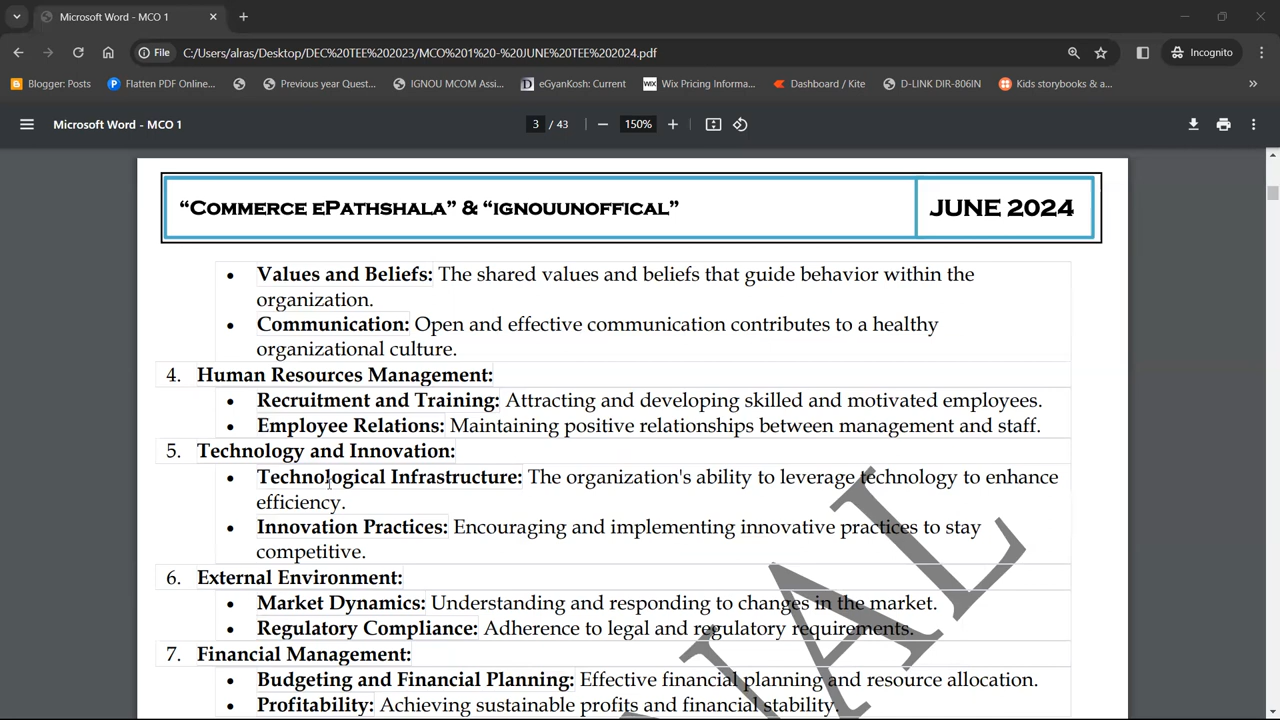 Microsoft Word - MCO 1
File C:/Users/alras/Desktop/DEC%20TEE%202023/MCO%201%20-%20JUNE%20TEE%202024.pdf Incognito
Blogger: Posts Flatten PDF Online... Previous year Quest... IGNOU MCOM Assi... eGyanKosh: Current WIX Wix Pricing Informa... Dashboard / Kite D-LINK DIR-806IN Kids storybooks & a...
Microsoft Word - MCO 1 3 / 43 150%
“COMMERCE EPATHSHALA” & “IGNOUUNOFFICAL” JUNE 2024
• Values and Beliefs: The shared values and beliefs that guide behavior within the
organization.
• Communication: Open and effective communication contributes to a healthy
organizational culture.
4. Human Resources Management:
• Recruitment and Training: Attracting and developing skilled and motivated employees.
• Employee Relations: Maintaining positive relationships between management and staff.
5. Technology and Innovation:
• Technological Infrastructure: The organization's ability to leverage technology to enhance
efficiency.
• Innovation Practices: Encouraging and implementing innovative practices to stay
competitive.
6. External Environment:
• Market Dynamics: Understanding and responding to changes in the market.
• Regulatory Compliance: Adherence to legal and regulatory requirements.
7. Financial Management:
• Budgeting and Financial Planning: Effective financial planning and resource allocation.
• Profitability: Achieving sustainable profits and financial stability.